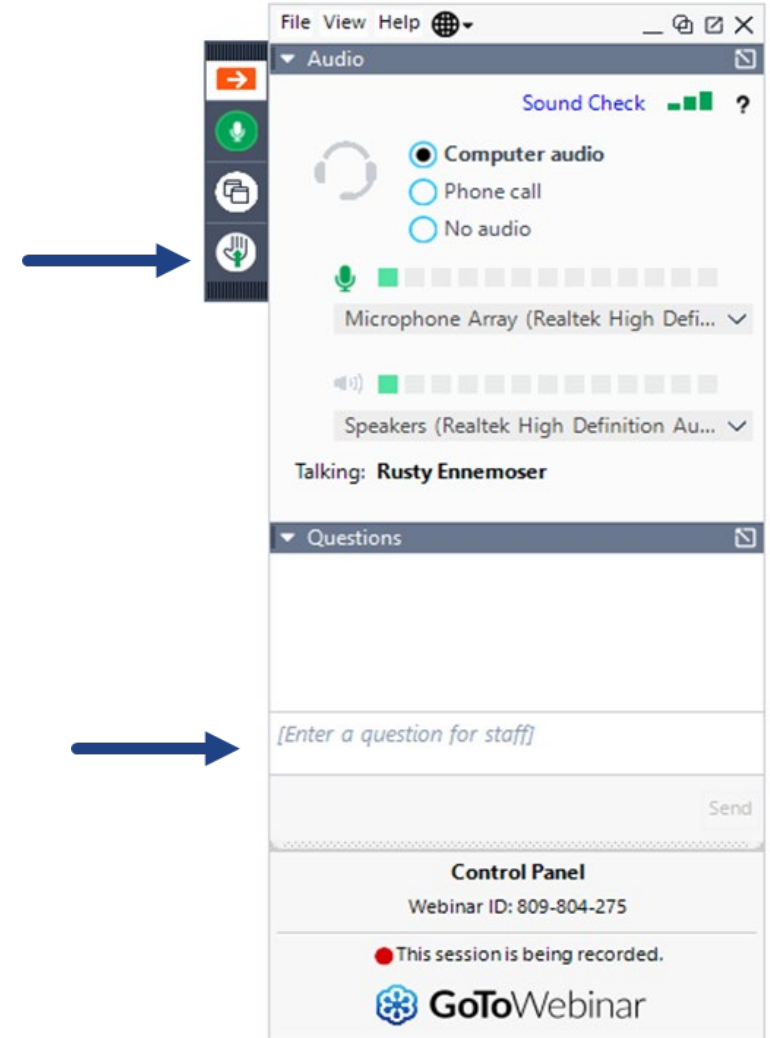 File View Help
Audio
Sound Check ?
Computer audio
Phone call
No audio
Microphone Array (Realtek High Defi...
Speakers (Realtek High Definition Au...
Talking: Rusty Ennemoser
Questions
[Enter a question for staff]
Send
Control Panel
Webinar ID: 809-804-275
This session is being recorded.
GoToWebinar